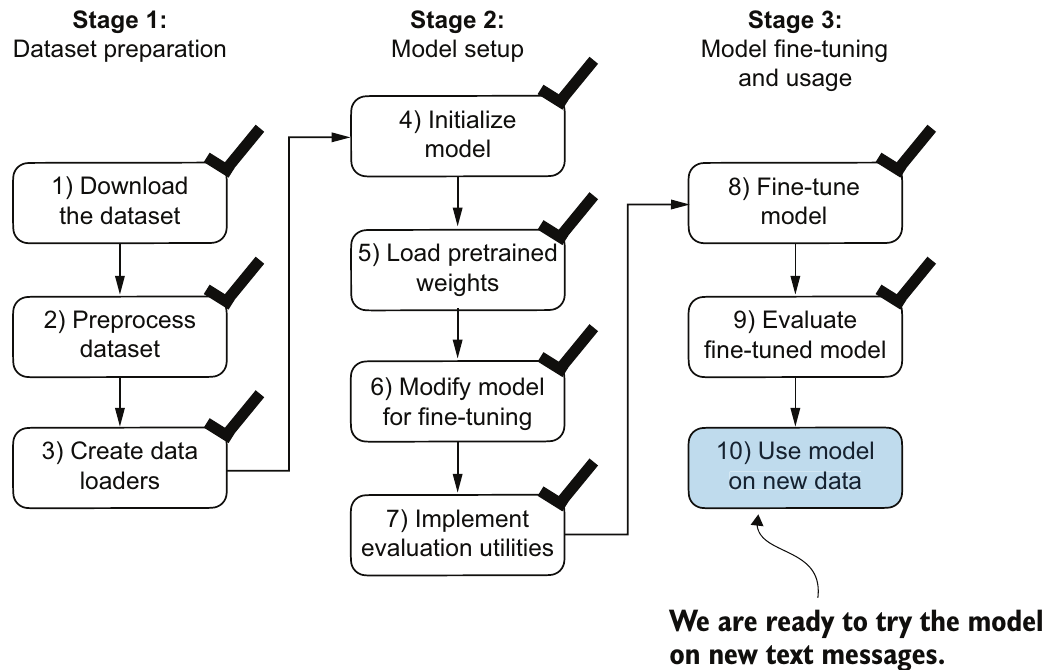 Stage 1:
Dataset preparation
1) Download
the dataset
2) Preprocess
dataset
3) Create data
loaders
Stage 2:
Model setup
4) Initialize
model
5) Load pretrained
weights
6) Modify model
for fine-tuning
7) Implement
evaluation utilities
Stage 3:
Model fine-tuning
and usage
8) Fine-tune
model
9) Evaluate
fine-tuned model
10) Use model
on new data
We are ready to try the model
on new text messages.